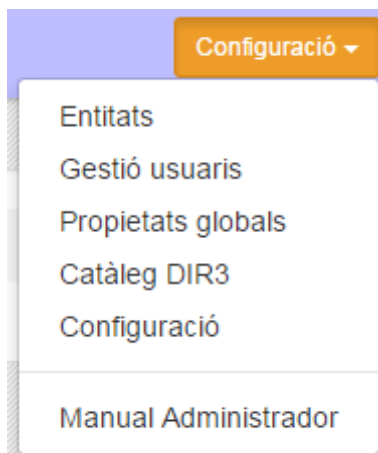 Configuració
Entitats
Gestió usuaris
Propietats globals
Catàleg DIR3
Configuració
Manual Administrador